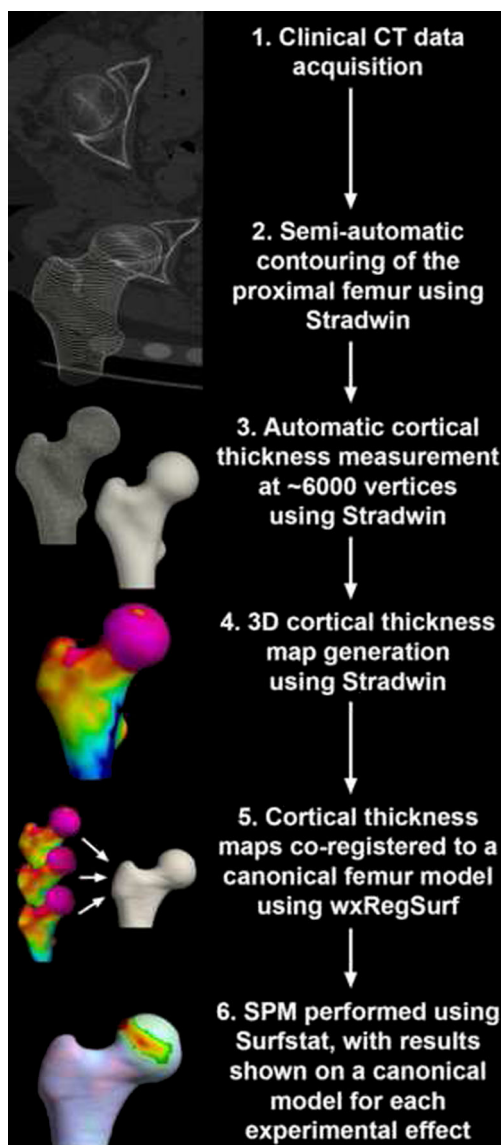 1. Clinical CT data
acquisition
2. Semi-automatic
contouring of the
proximal femur using
Stradwin
3. Automatic cortical
thickness measurement
at ~6000 vertices
using Stradwin
4. 3D cortical thickness
map generation
using Stradwin
5. Cortical thickness
maps co-registered to a
canonical femur model
using wxRegSurf
6. SPM performed using
Surfstat, with results
shown on a canonical
model for each
experimental effect